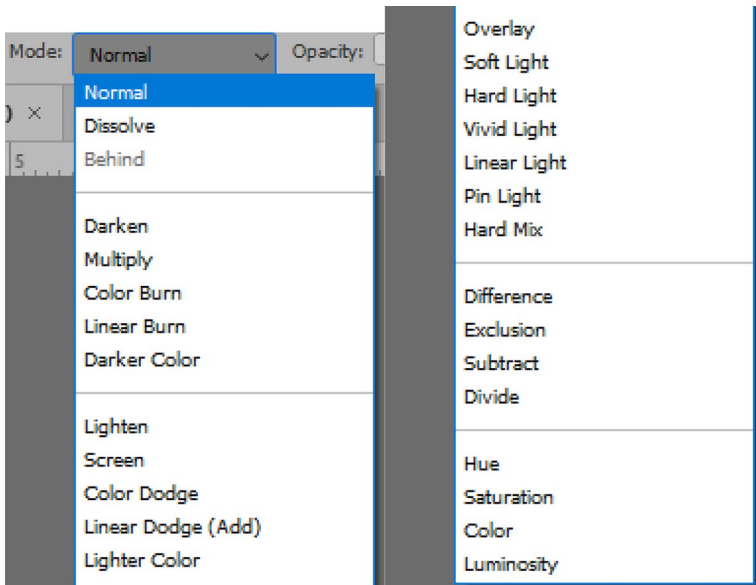 Mode: Normal Opacity:
) ×
5
Normal
Dissolve
Behind
Darken
Multiply
Color Burn
Linear Burn
Darker Color
Lighten
Screen
Color Dodge
Linear Dodge (Add)
Lighter Color
Overlay
Soft Light
Hard Light
Vivid Light
Linear Light
Pin Light
Hard Mix
Difference
Exclusion
Subtract
Divide
Hue
Saturation
Color
Luminosity